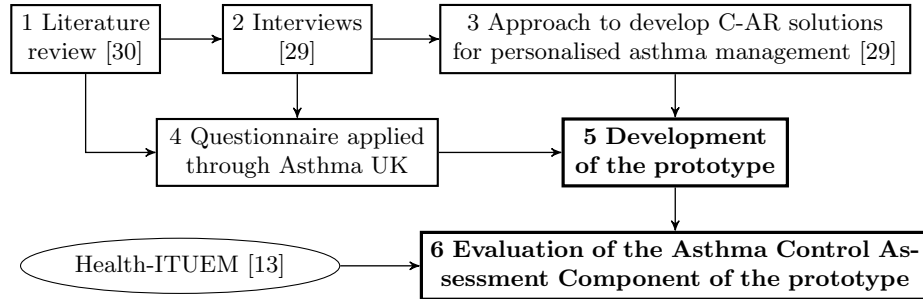 1 Literature
review [30]
2 Interviews
[29]
3 Approach to develop C-AR solutions
for personalised asthma management [29]
4 Questionnaire applied
through Asthma UK
5 Development
of the prototype
Health-ITUEM [13]
6 Evaluation of the Asthma Control As-
sessment Component of the prototype